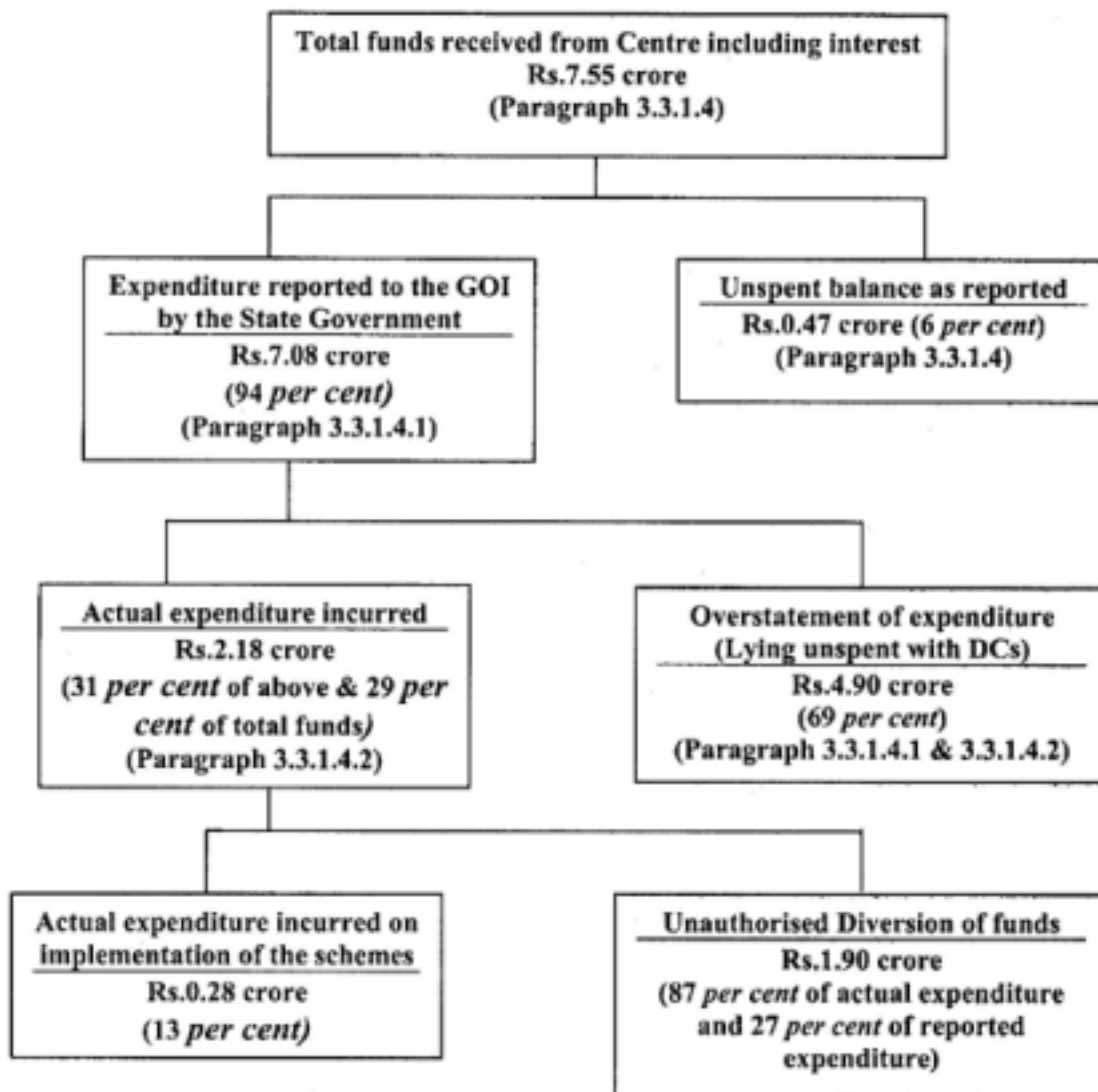 Total funds received from Centre including interest
Rs.7.55 crore
(Paragraph 3.3.1.4)
Expenditure reported to the GOI
by the State Government
Rs.7.08 crore
(94 per cent)
(Paragraph 3.3.1.4.1)
Unspent balance as reported
Rs.0.47 crore (6 per cent)
(Paragraph 3.3.1.4)
Actual expenditure incurred
Rs.2.18 crore
(31 per cent of above & 29 per
cent of total funds)
(Paragraph 3.3.1.4.2)
Overstatement of expenditure
(Lying unspent with DCs)
Rs.4.90 crore
(69 per cent)
(Paragraph 3.3.1.4.1 & 3.3.1.4.2)
Actual expenditure incurred on
implementation of the schemes
Rs.0.28 crore
(13 per cent)
Unauthorised Diversion of funds
Rs.1.90 crore
(87 per cent of actual expenditure
and 27 per cent of reported
expenditure)